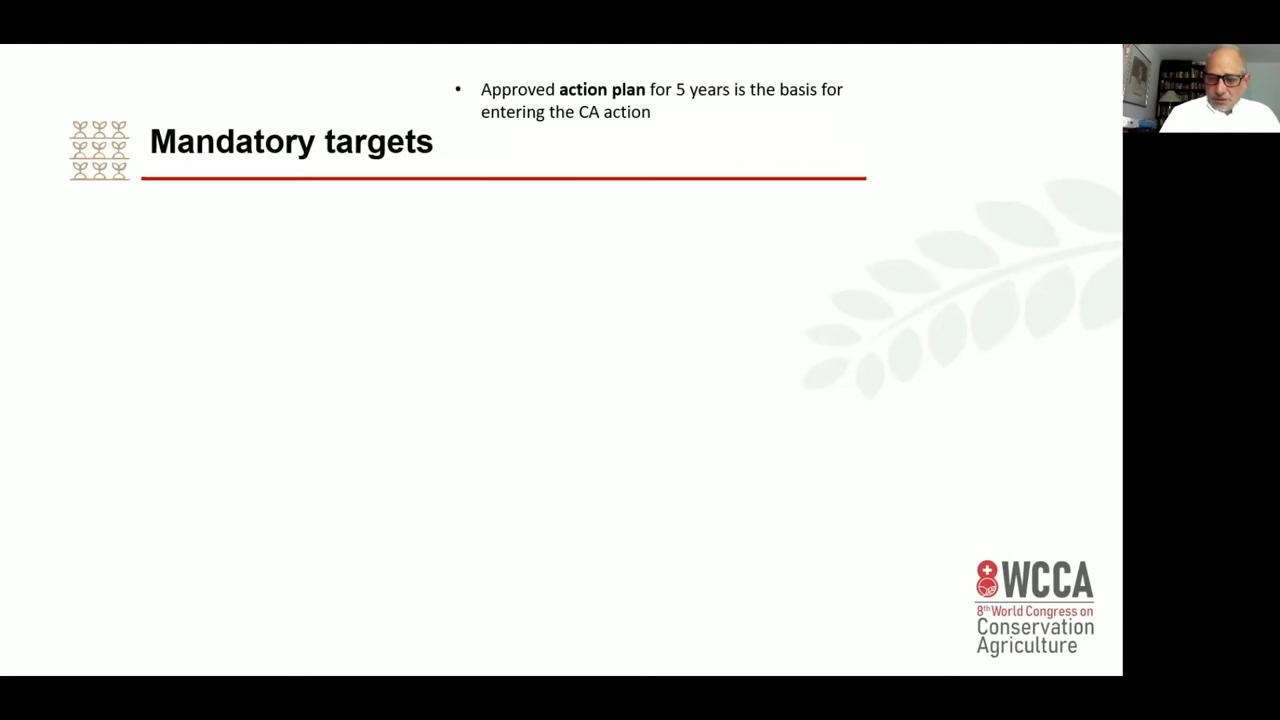 • Approved action plan for 5 years is the basis for
entering the CA action
Mandatory targets
8WCCA
8th World Congress on
Conservation
Agriculture